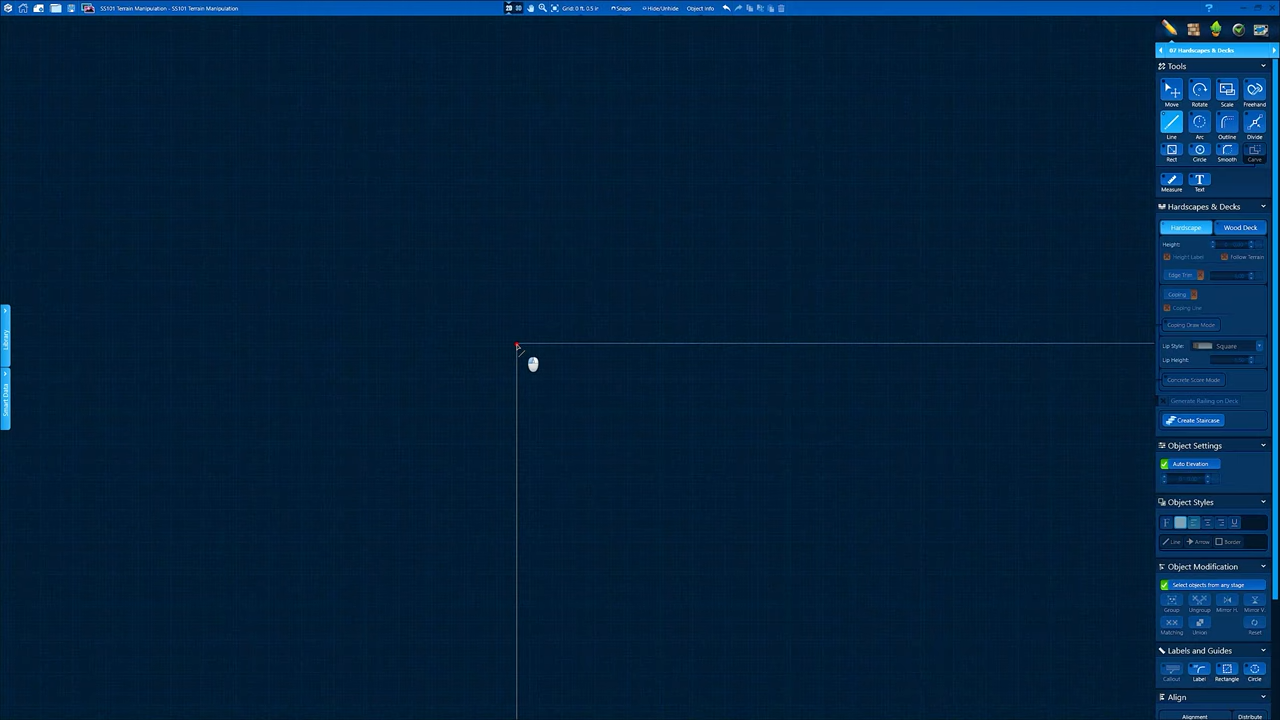 SS101 Terrain Manipulation - SS101 Terrain Manipulation
2D 3D Grid: 0 ft, 0.5 in Snaps Hide/Unhide Object Info
?
07 Hardscapes & Decks
Tools
Move Rotate Scale Freehand
Line Arc Outline Divide
Rect Circle Smooth Carve
Measure Text
Hardscapes & Decks
Hardscape Wood Deck
Height:
Height Label Follow Terrain
Edge Trim
Coping
Coping Line
Coping Draw Mode
Lip Style: Square
Lip Height:
Concrete Score Mode
Generate Railing on Deck
Create Staircase
Object Settings
Auto Elevation
Object Styles
Line Arrow Border
Object Modification
Select objects from any stage
Group Ungroup Mirror H. Mirror V.
Matching Union Reset
Labels and Guides
Callout Label Rectangle Circle
Align
Alignment Distribute
Library
Smart Data